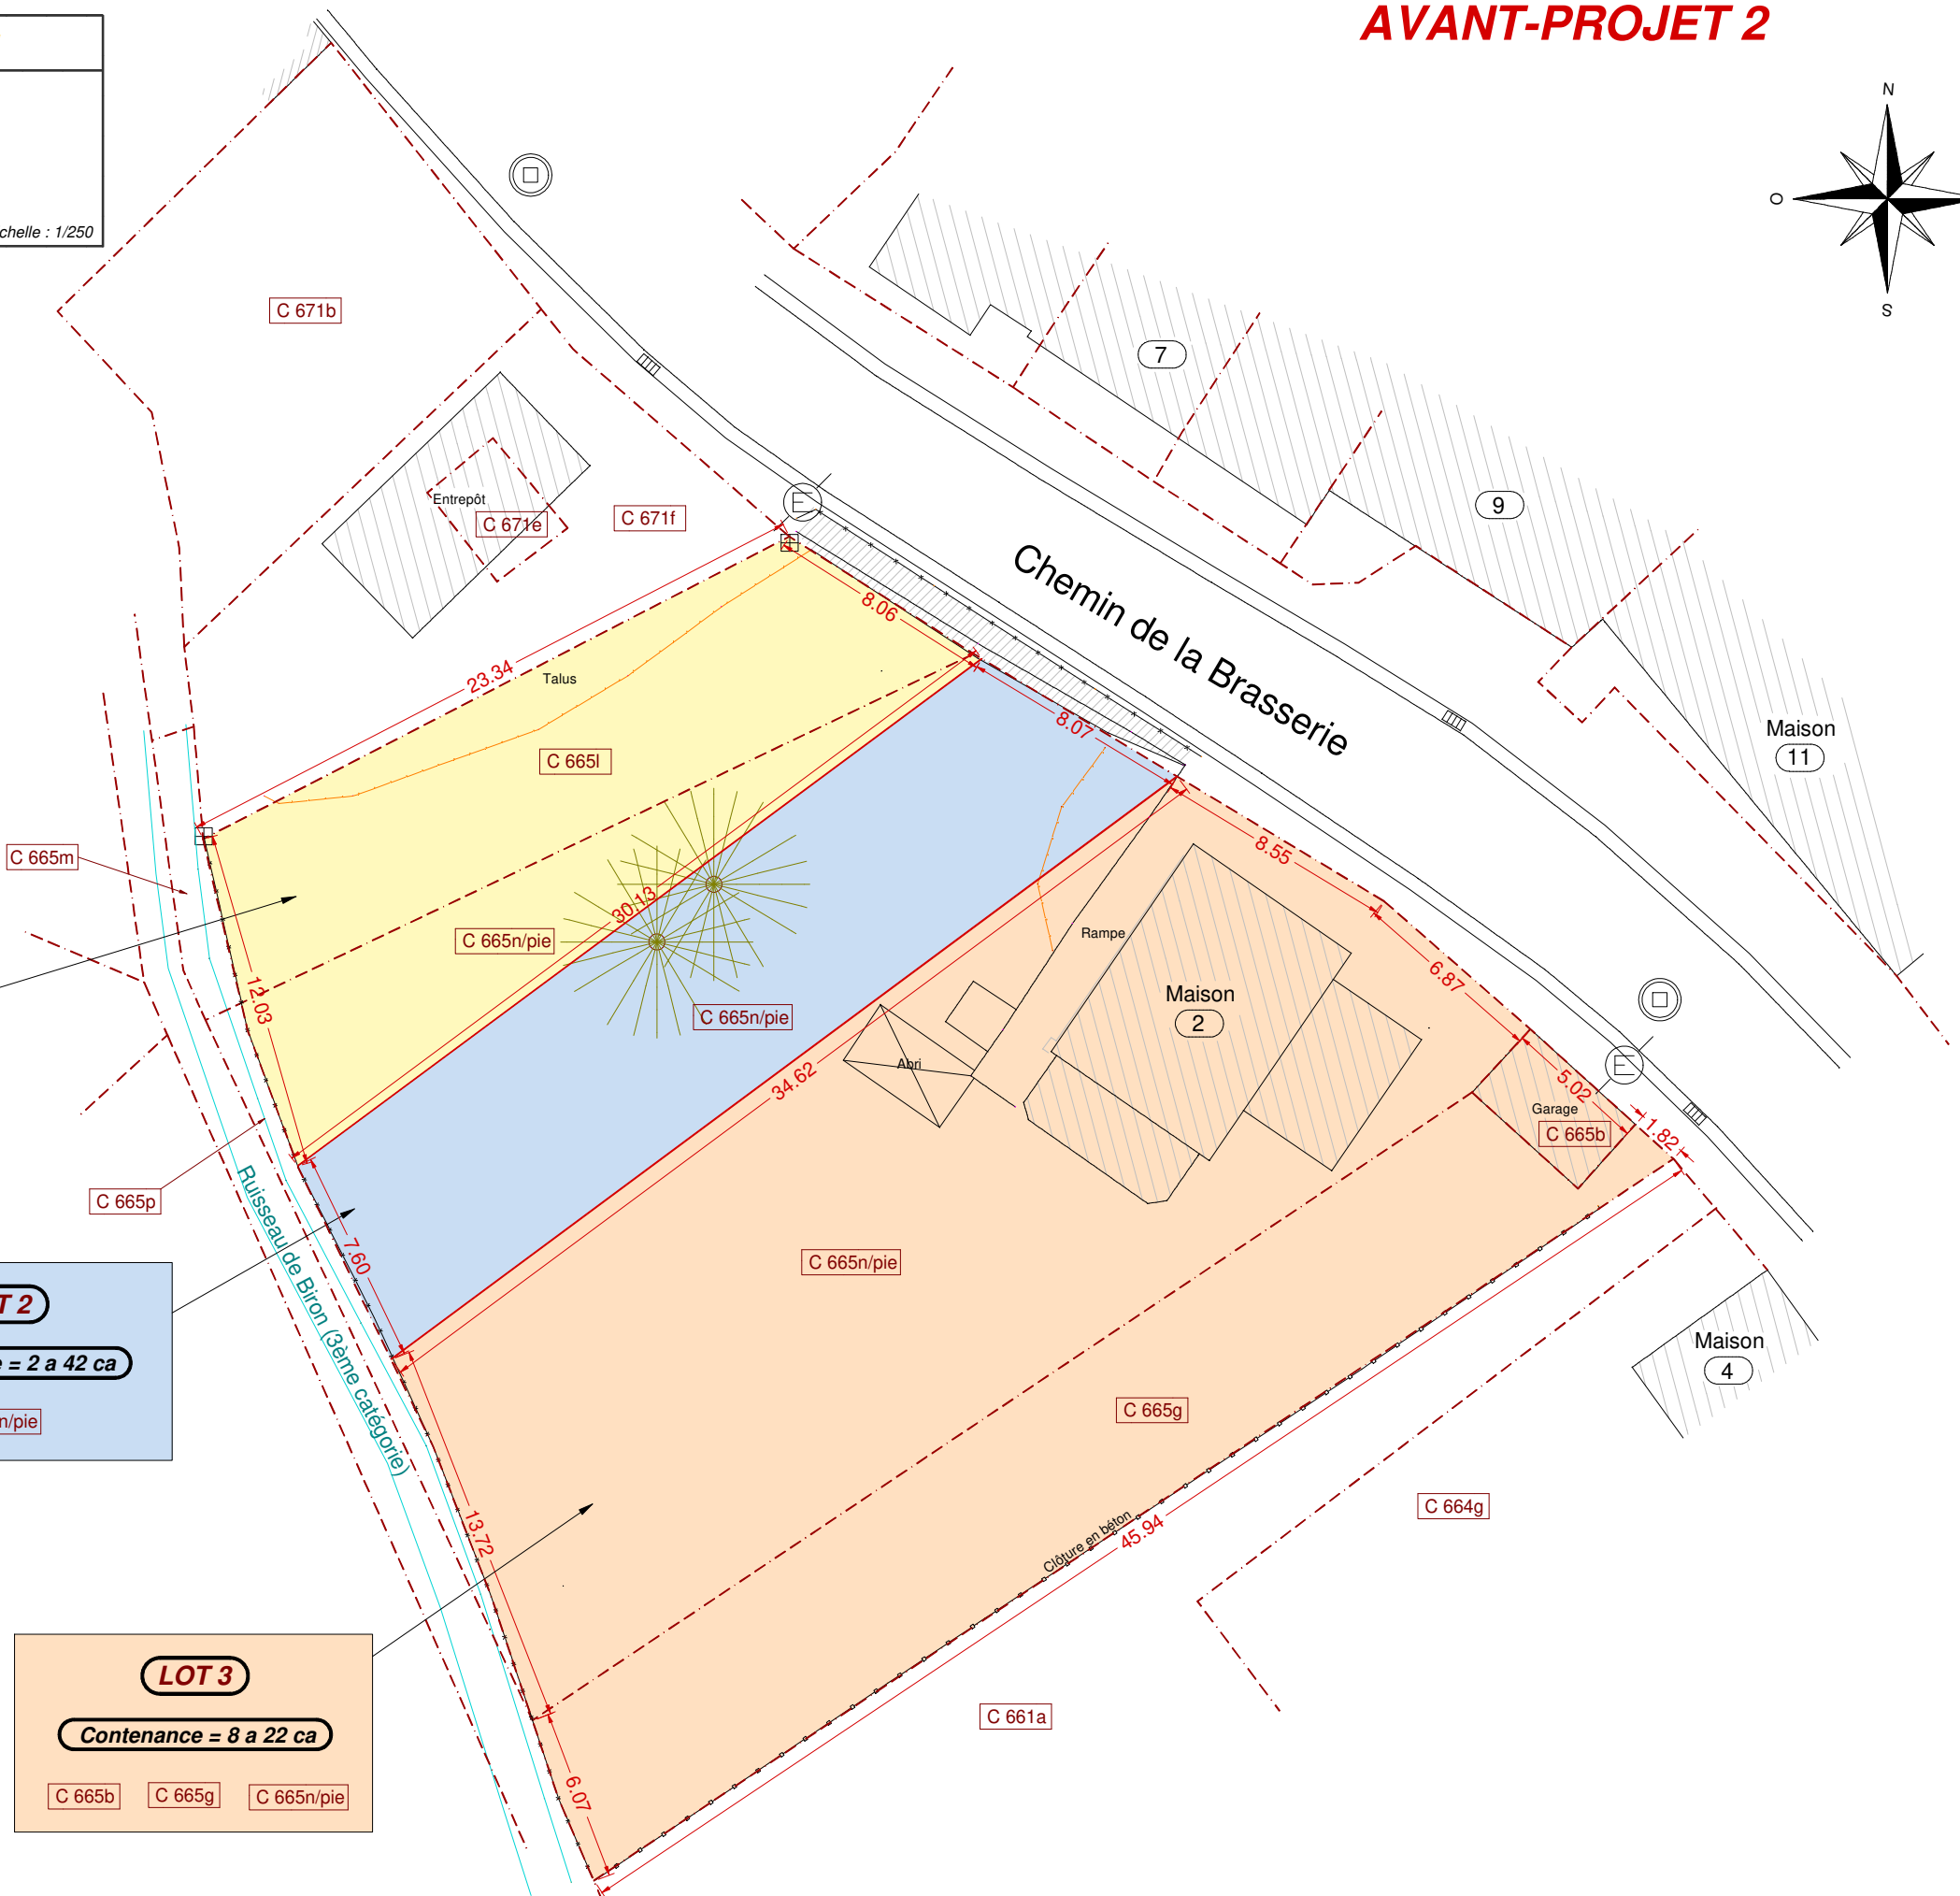 AVANT-PROJET 2
N
O
S
chelle : 1/250
C 671b
7
9
Entrepôt
C 671e
C 671f
Chemin de la Brasserie
8.06
8.07
23.34
Talus
C 665l
Maison
11
C 665m
8.55
30.13
Rampe
C 665n/pie
6.87
12.03
Maison
2
C 665n/pie
Abri
34.62
5.02
Garage
C 665b
1.82
C 665p
Ruisseau de Biron (3ème catégorie)
7.60
C 665n/pie
T 2
e = 2 a 42 ca
n/pie
Maison
4
C 665g
C 664g
13.72
Clôture en béton
45.94
LOT 3
Contenance = 8 a 22 ca
C 665b C 665g C 665n/pie
C 661a
6.07